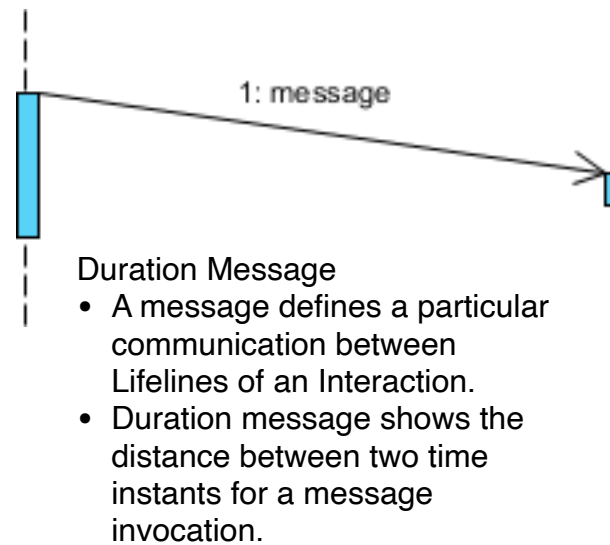 1: message
Duration Message
• A message defines a particular
communication between
Lifelines of an Interaction.
• Duration message shows the
distance between two time
instants for a message
invocation.